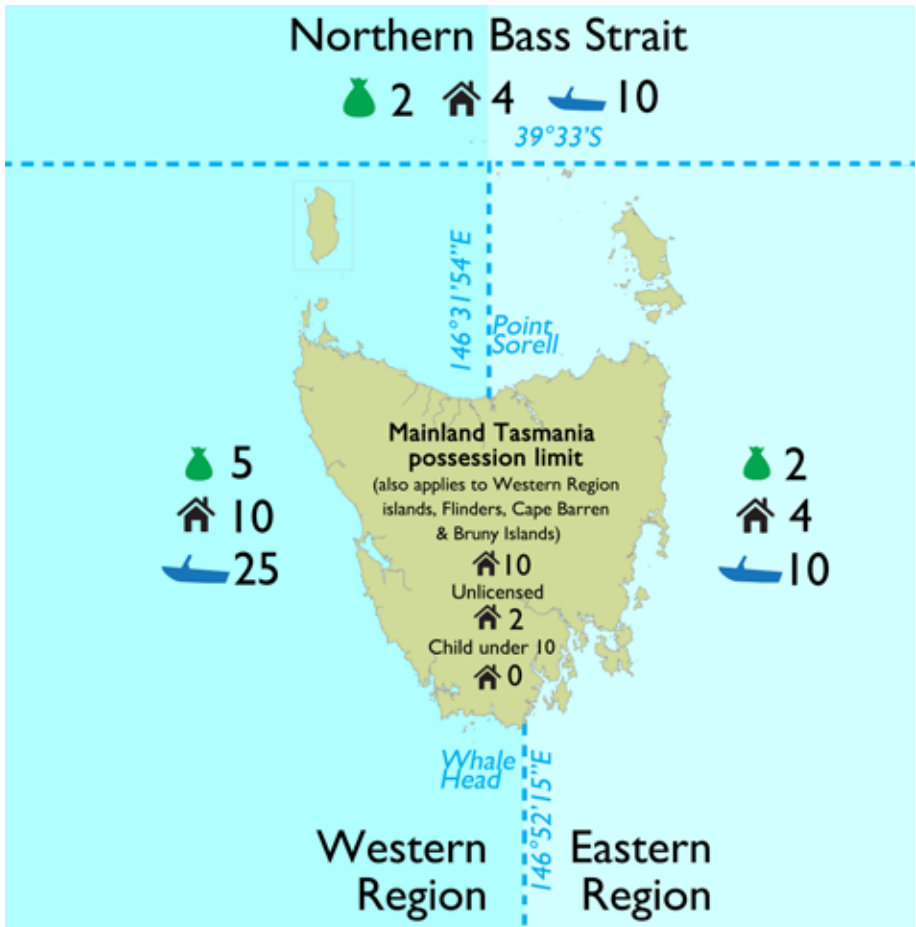 Northern Bass Strait
2 4 10
39°33'S
146°31'54"E
Point
Sorell
Mainland Tasmania
possession limit
(also applies to Western Region
islands, Flinders, Cape Barren
& Bruny Islands)
10
Unlicensed
2
Child under 10
0
5
10
25
2
4
10
Whale
Head
146°52'15"E
Western
Region
Eastern
Region